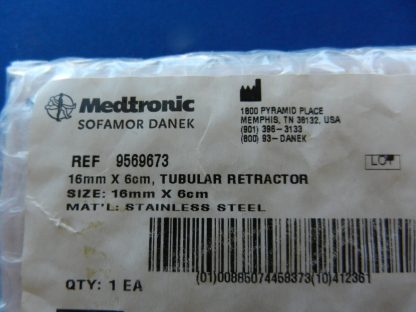 Medtronic
SOFAMOR DANEK
1800 PYRAMID PLACE
MEMPHIS, TN 38132, USA
(901) 396-3133
(800) 93-DANEK
REF 9569673
LOT
16mm X 6cm, TUBULAR RETRACTOR
SIZE: 16mm X 6cm
MAT'L: STAINLESS STEEL
QTY: 1 EA
(01)00885074458373(10)412361